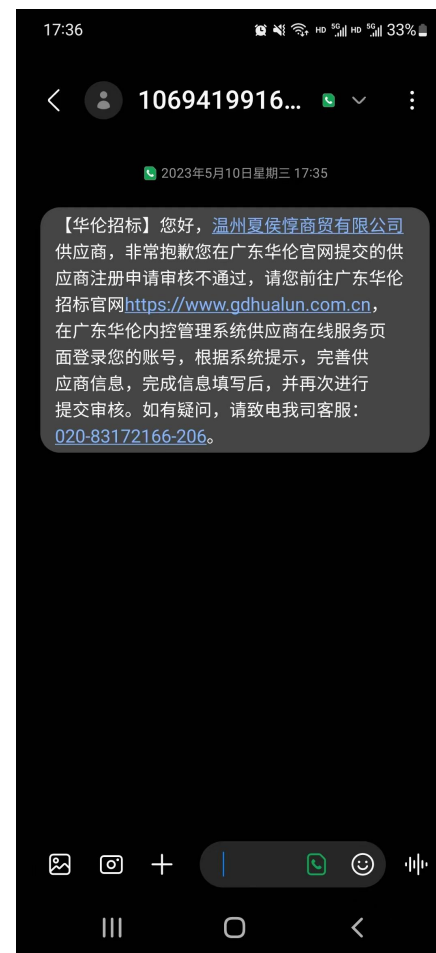 17:36
HD 5G HD 5G 33%
1069419916...
2023年5月10日星期三 17:35
【华伦招标】您好，温州夏侯惇商贸有限公司
供应商，非常抱歉您在广东华伦官网提交的供
应商注册申请审核不通过，请您前往广东华伦
招标官网https://www.gdhualun.com.cn，
在广东华伦内控管理系统供应商在线服务页
面登录您的账号，根据系统提示，完善供
应商信息，完成信息填写后，并再次进行
提交审核。如有疑问，请致电我司客服：
020-83172166-206。